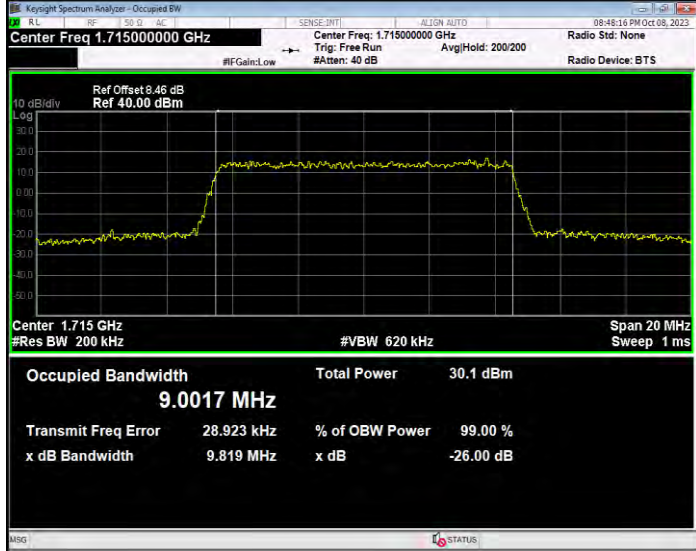 Keysight Spectrum Analyzer - Occupied BW
RL RF 50 Ω AC SENSE:INT ALIGN AUTO 08:48:16 PM Oct 08, 2023
Center Freq 1.715000000 GHz Center Freq: 1.715000000 GHz Radio Std: None
Trig: Free Run Avg|Hold: 200/200
#IFGain:Low #Atten: 40 dB Radio Device: BTS
Ref Offset 8.46 dB
10 dB/div Ref 40.00 dBm
Log
30.0
20.0
10.0
0.00
-10.0
-20.0
-30.0
-40.0
-50.0
Center 1.715 GHz Span 20 MHz
#Res BW 200 kHz #VBW 620 kHz Sweep 1 ms
Occupied Bandwidth Total Power 30.1 dBm
9.0017 MHz
Transmit Freq Error 28.923 kHz % of OBW Power 99.00 %
x dB Bandwidth 9.819 MHz x dB -26.00 dB
MSG STATUS